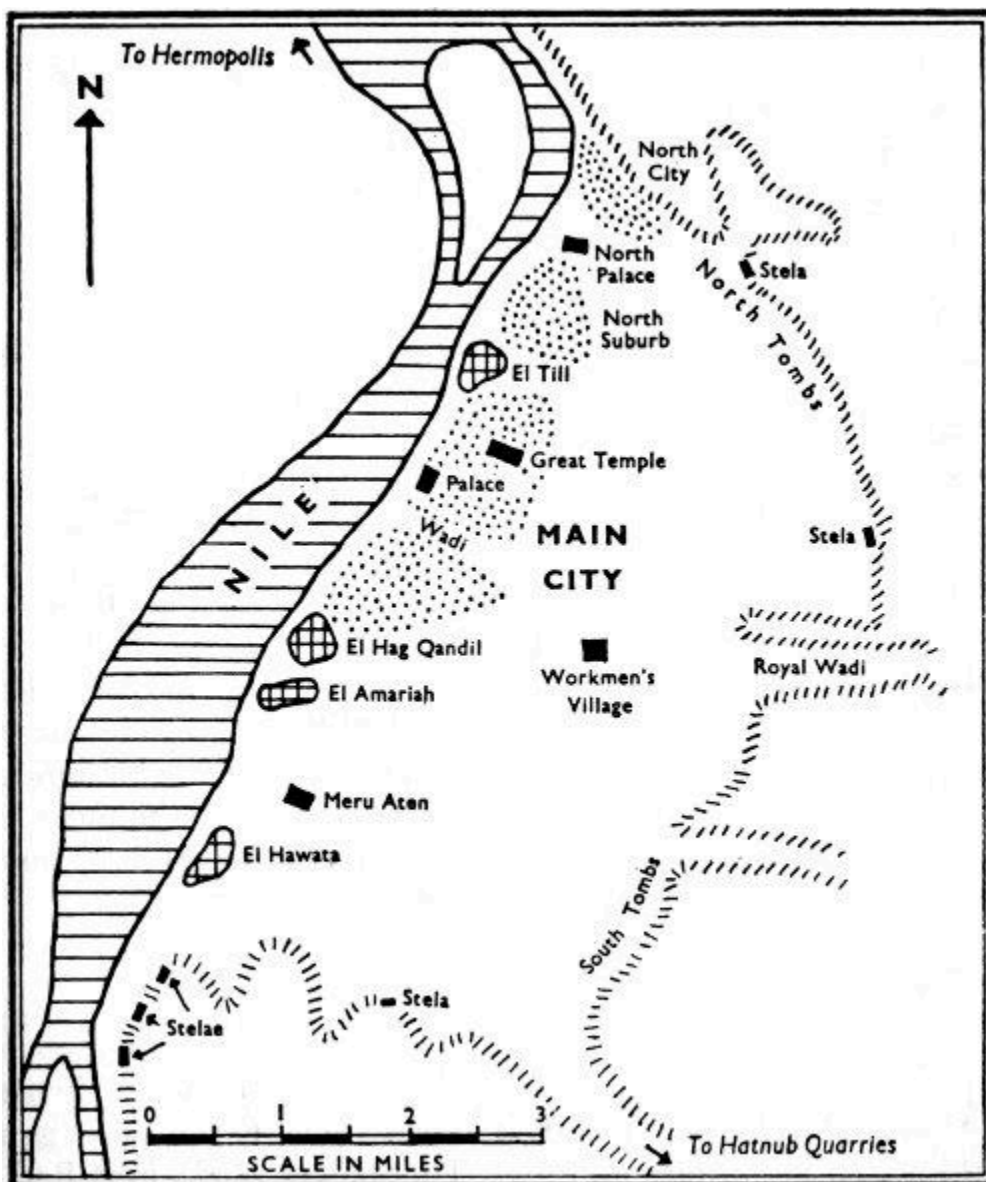 To Hermopolis
N
North
City
North
Palace
Stela
North Tombs
North
Suburb
El Till
Great Temple
Palace
NILE
Wadi
MAIN
CITY
Stela
El Hag Qandil
Royal Wadi
El Amariah
Workmen's
Village
Meru Aten
El Hawata
South Tombs
Stela
Stelae
0 1 2 3
SCALE IN MILES
To Hatnub Quarries